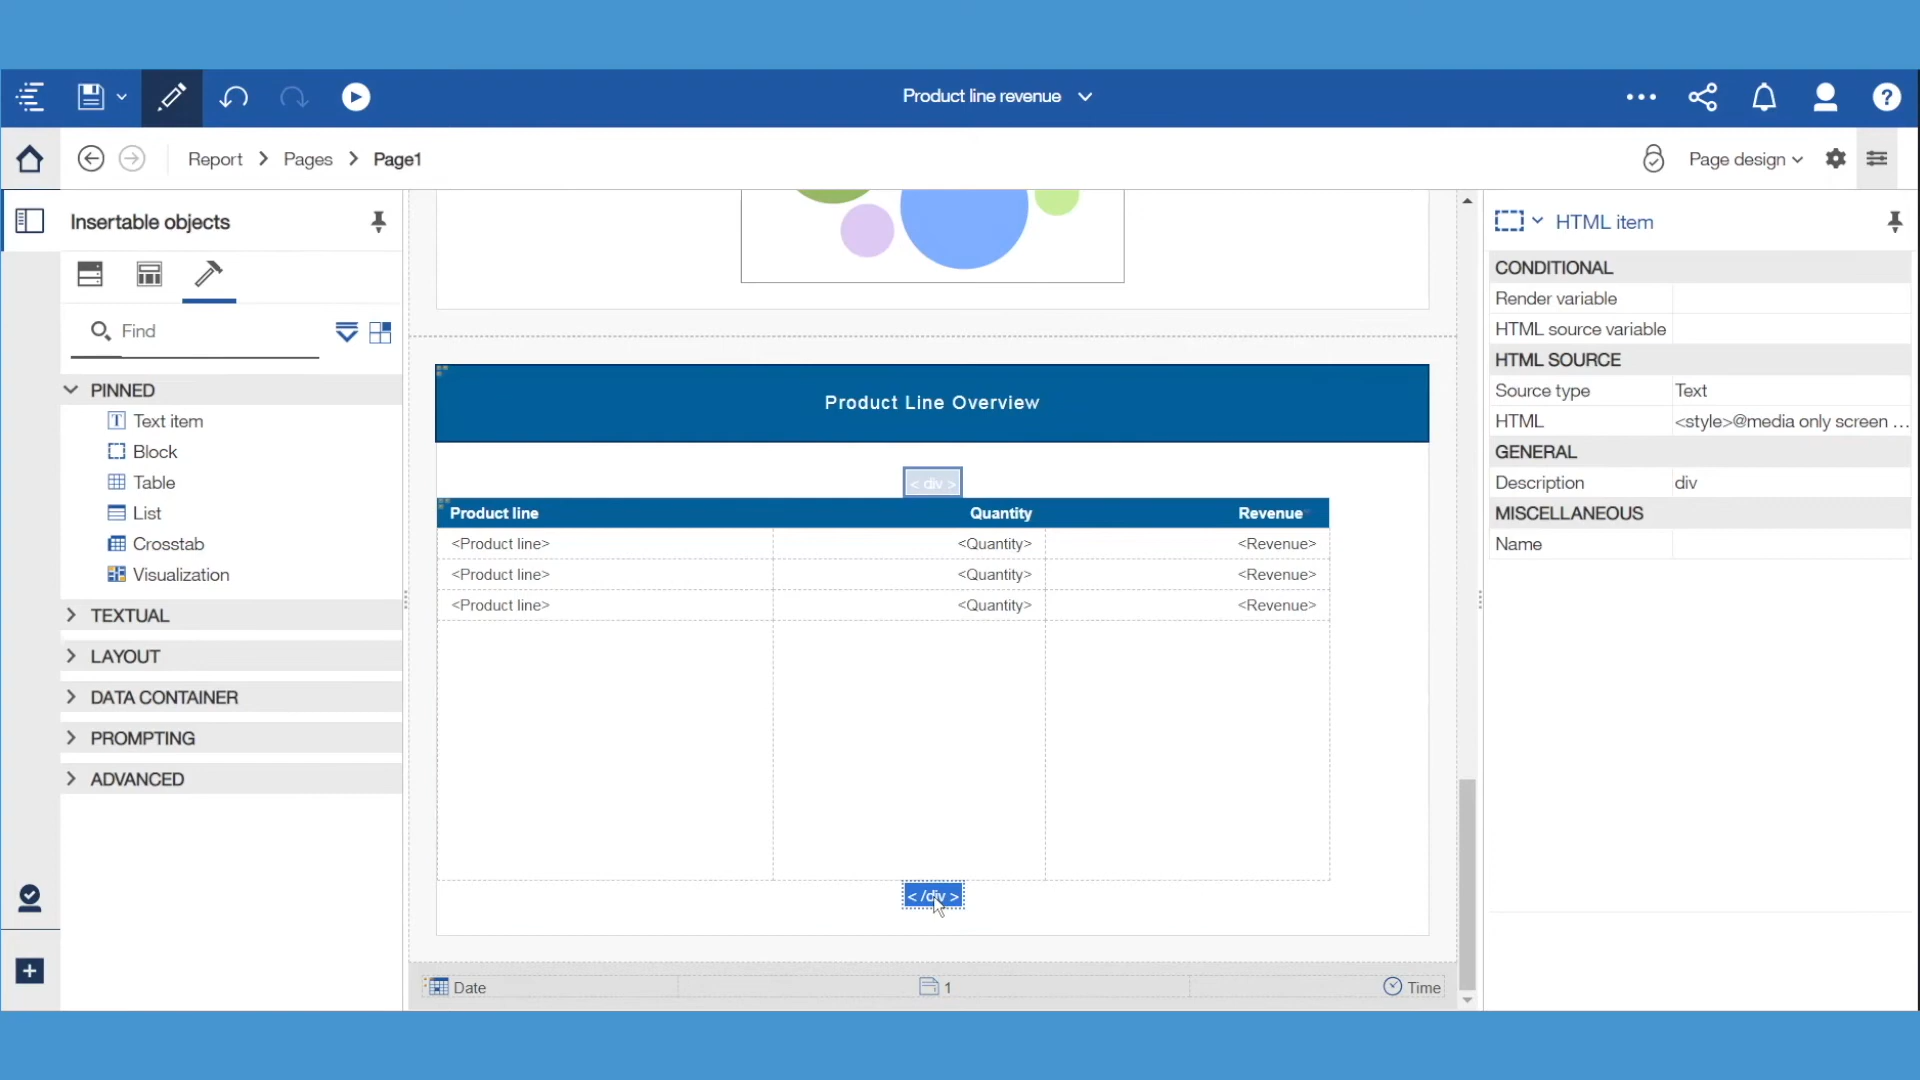 Product line revenue
?
Report > Pages > Page1
Page design
Insertable objects
Find
PINNED
T Text item
Block
Table
List
Crosstab
Visualization
TEXTUAL
LAYOUT
DATA CONTAINER
PROMPTING
ADVANCED
Product Line Overview
< div >
Product line Quantity Revenue
<Product line> <Quantity> <Revenue>
<Product line> <Quantity> <Revenue>
<Product line> <Quantity> <Revenue>
< /div >
Date 1 Time
HTML item
CONDITIONAL
Render variable
HTML source variable
HTML SOURCE
Source type Text
HTML <style>@media only screen ...
GENERAL
Description div
MISCELLANEOUS
Name